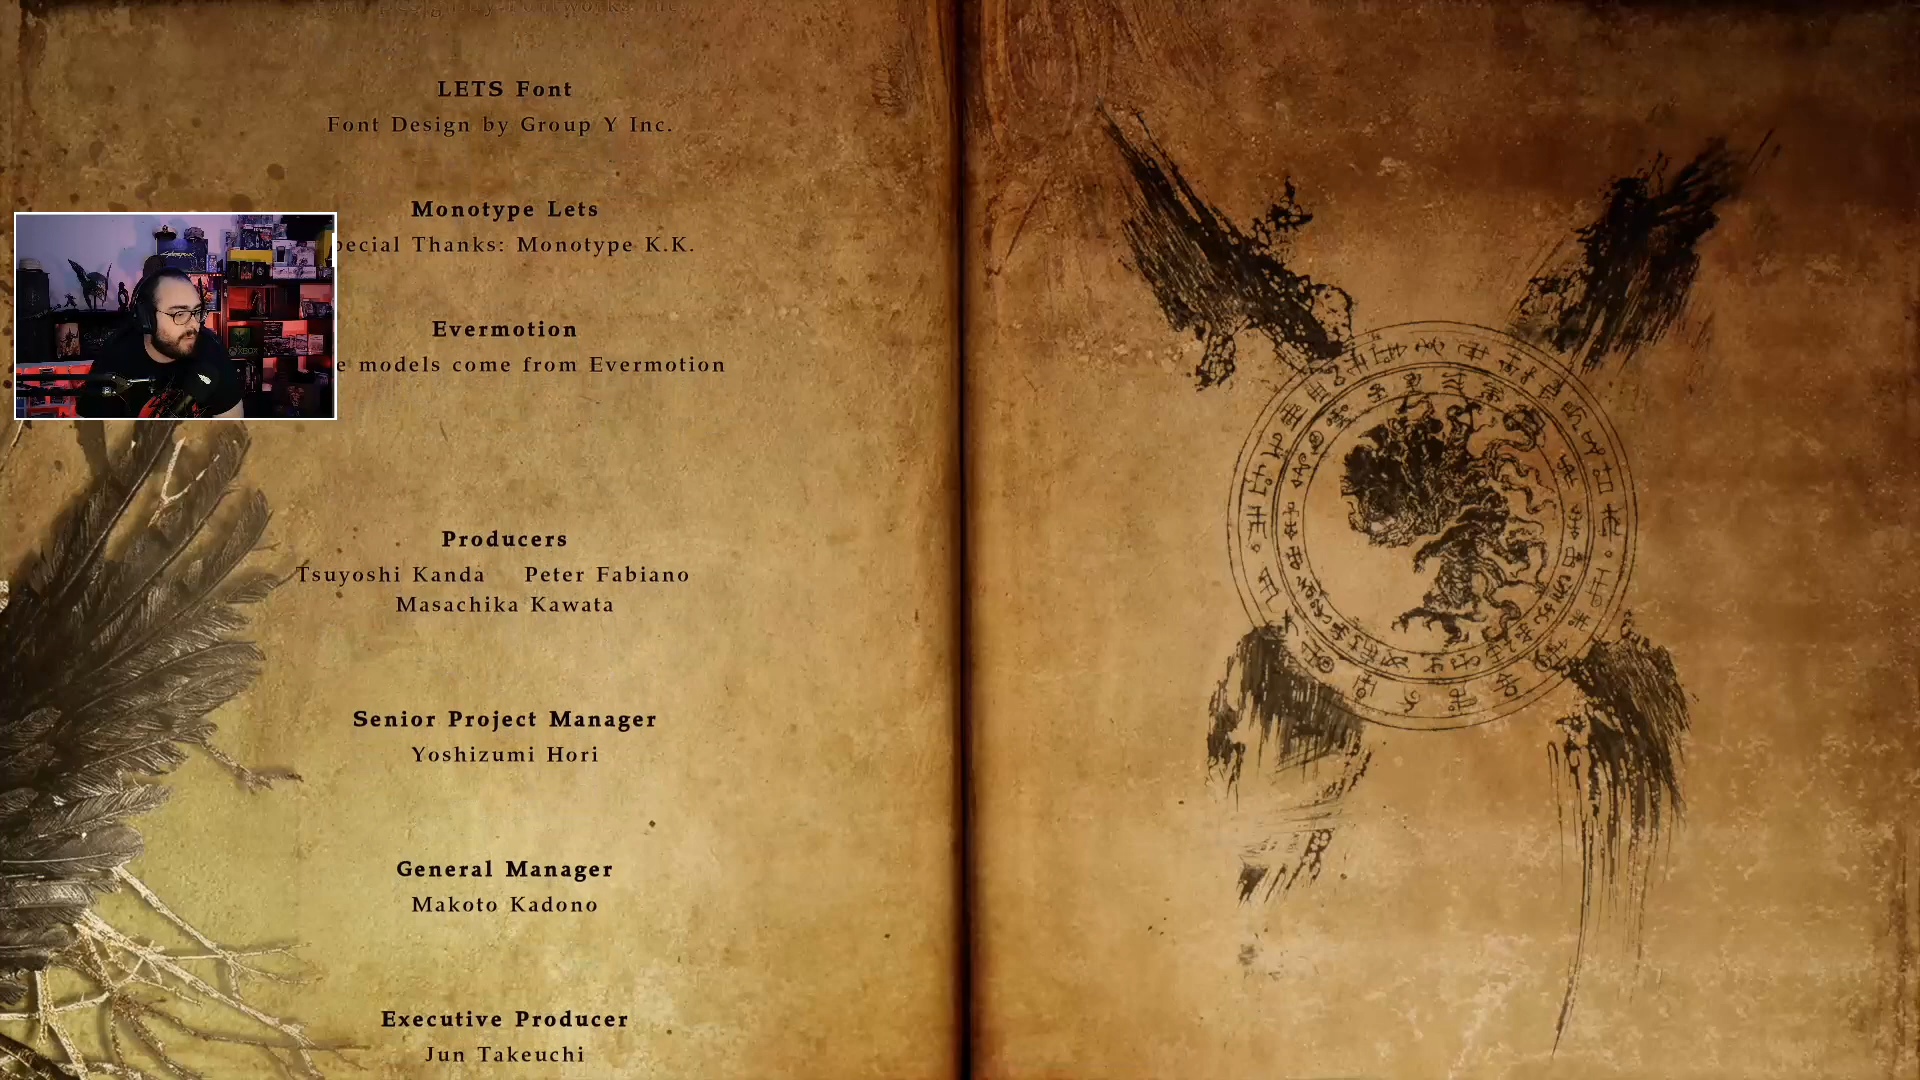 LETS Font
Font Design by Group Y Inc.
Monotype Lets
Special Thanks: Monotype K.K.
Evermotion
models come from Evermotion
Producers
Tsuyoshi Kanda Peter Fabiano
Masachika Kawata
Senior Project Manager
Yoshizumi Hori
General Manager
Makoto Kadono
Executive Producer
Jun Takeuchi